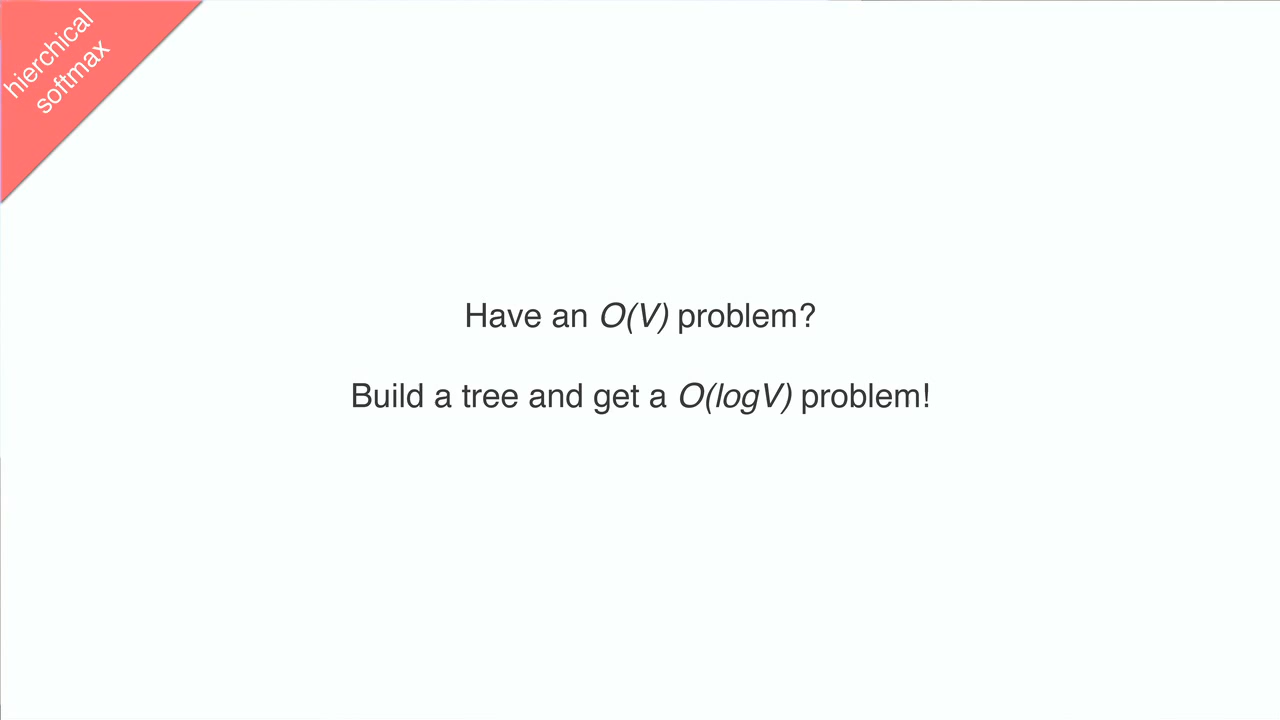 hierchical
softmax
Have an O(V) problem?
Build a tree and get a O(logV) problem!